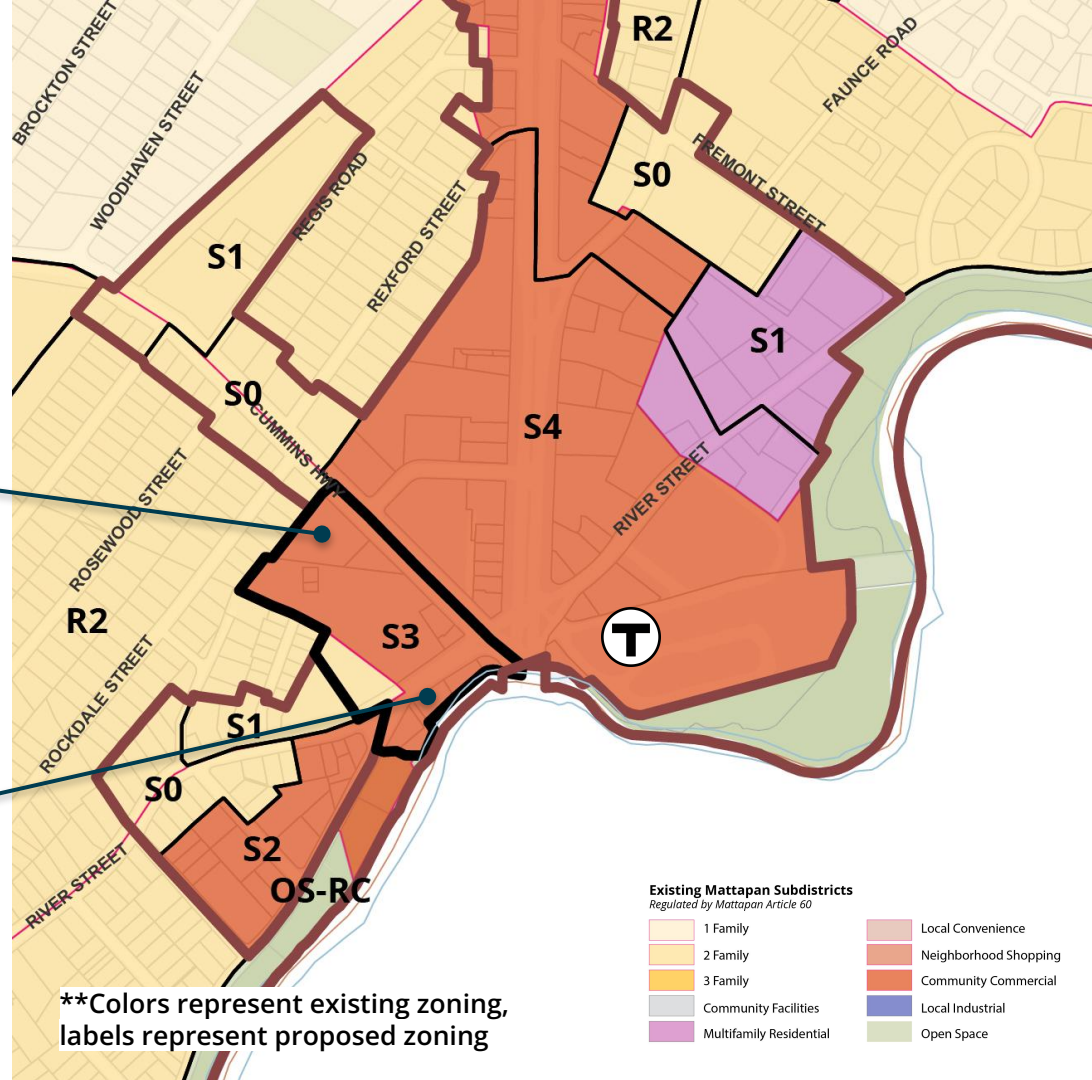 BROCKTON STREET
WOODHAVEN STREET
R2
FAUNCE ROAD
FREMONT STREET
S0
REGIS ROAD
REXFORD STREET
S1
S1
S0
CUMMINS HWY
S4
RIVER STREET
ROSEWOOD STREET
R2
S3
T
ROCKDALE STREET
S1
S0
S2
OS-RC
RIVER STREET
Existing Mattapan Subdistricts
Regulated by Mattapan Article 60
1 Family
2 Family
3 Family
Community Facilities
Multifamily Residential
Local Convenience
Neighborhood Shopping
Community Commercial
Local Industrial
Open Space
**Colors represent existing zoning,
labels represent proposed zoning